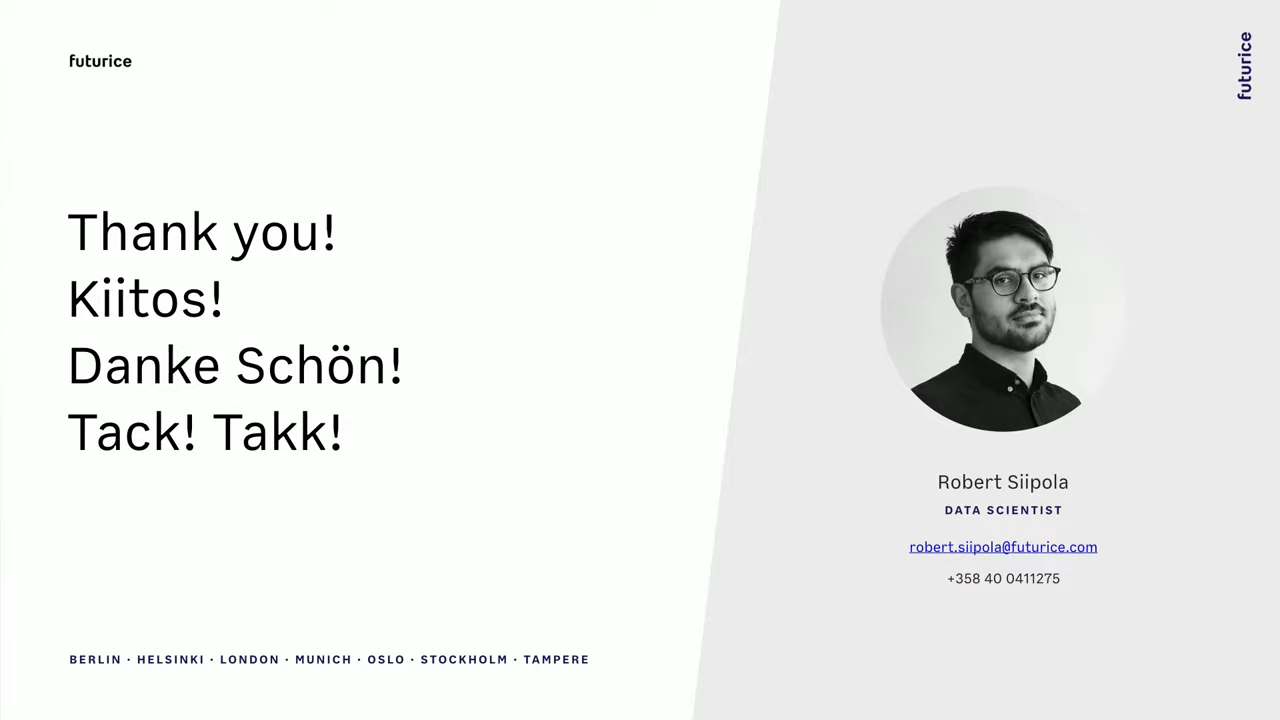 futurice
Thank you!
Kiitos!
Danke Schön!
Tack! Takk!
BERLIN · HELSINKI · LONDON · MUNICH · OSLO · STOCKHOLM · TAMPERE
futurice
Robert Siipola
DATA SCIENTIST
robert.siipola@futurice.com
+358 40 0411275